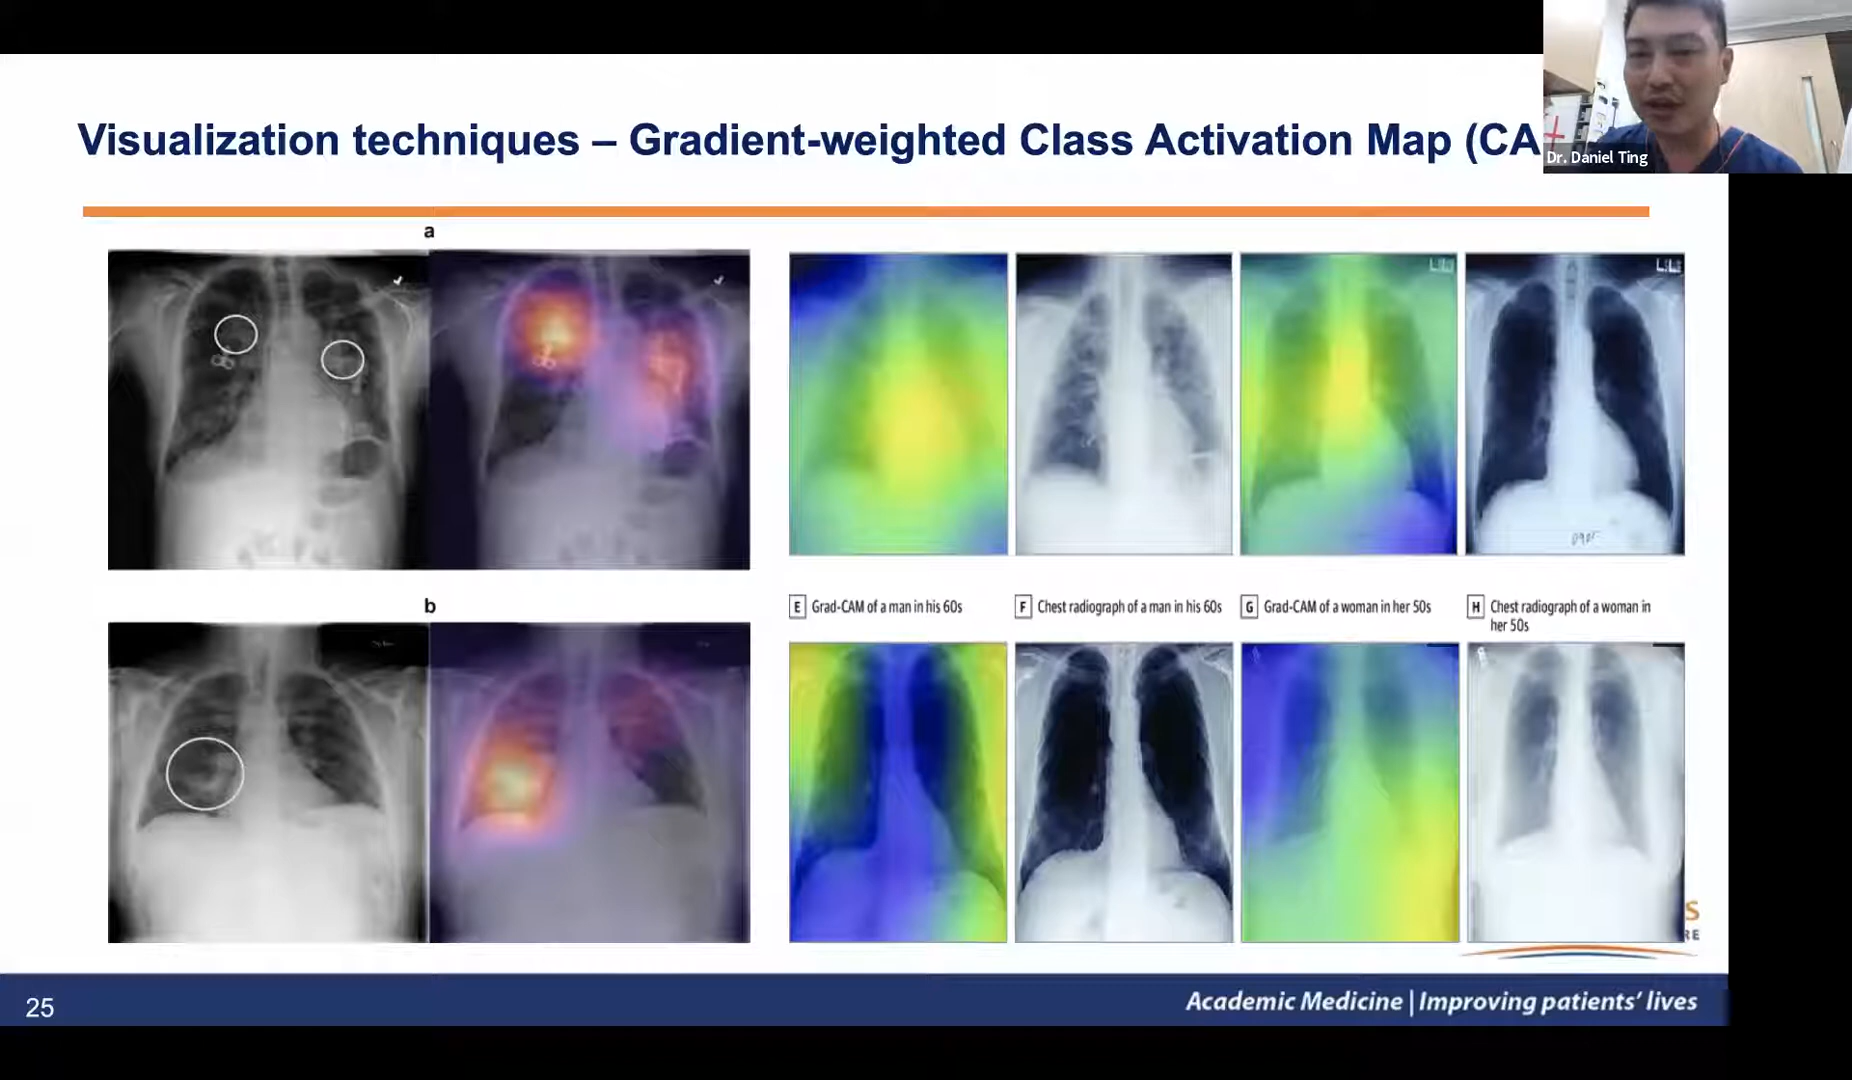 Visualization techniques – Gradient-weighted Class Activation Map (CA
Dr. Daniel Ting
a
b
E Grad-CAM of a man in his 60s
F Chest radiograph of a man in his 60s
G Grad-CAM of a woman in her 50s
H Chest radiograph of a woman in
her 50s
S
RE
25
Academic Medicine | Improving patients' lives